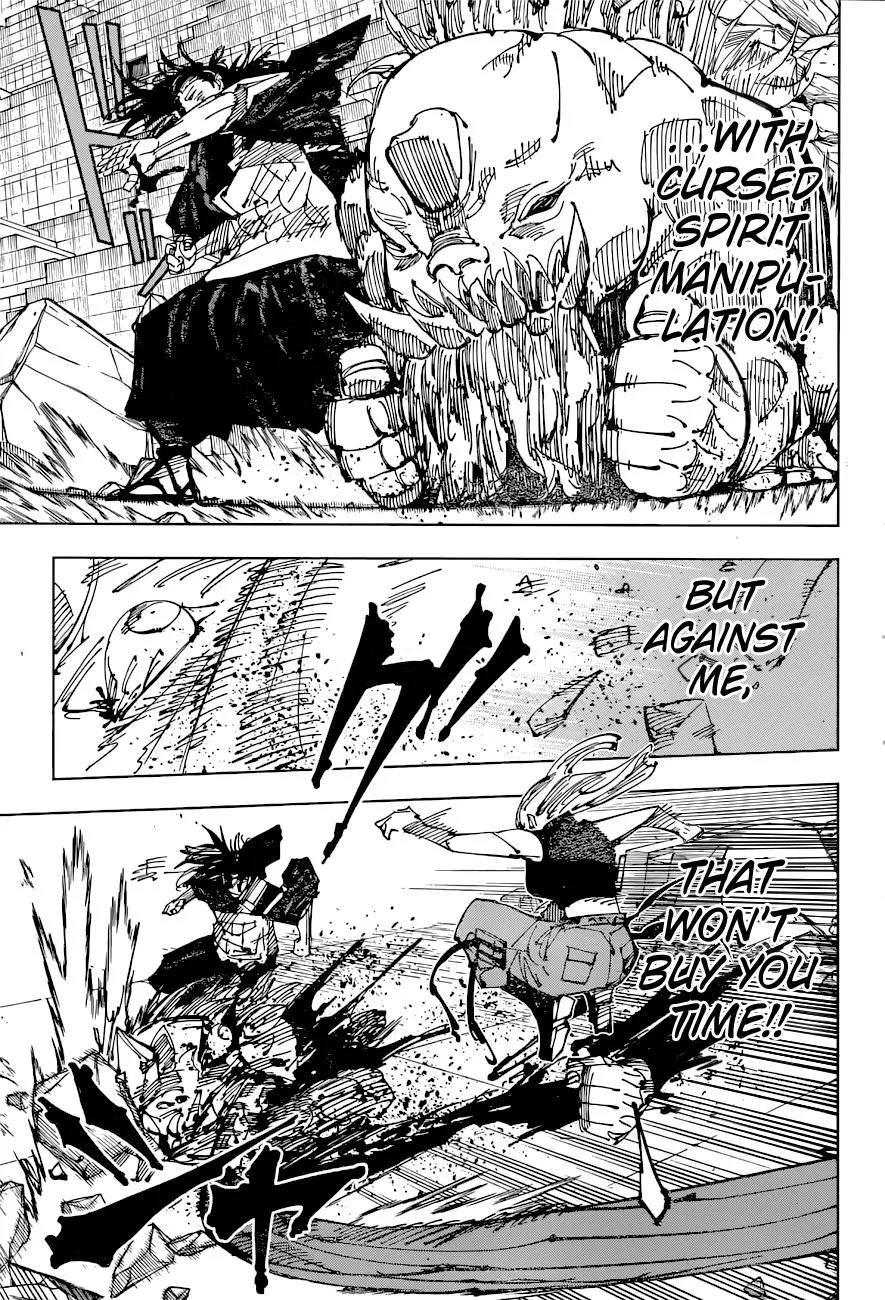 ...WITH
CURSED
SPIRIT
MANIPU-
LATION!
BUT
AGAINST
ME,
THAT
WON'T
BUY YOU
TIME!!